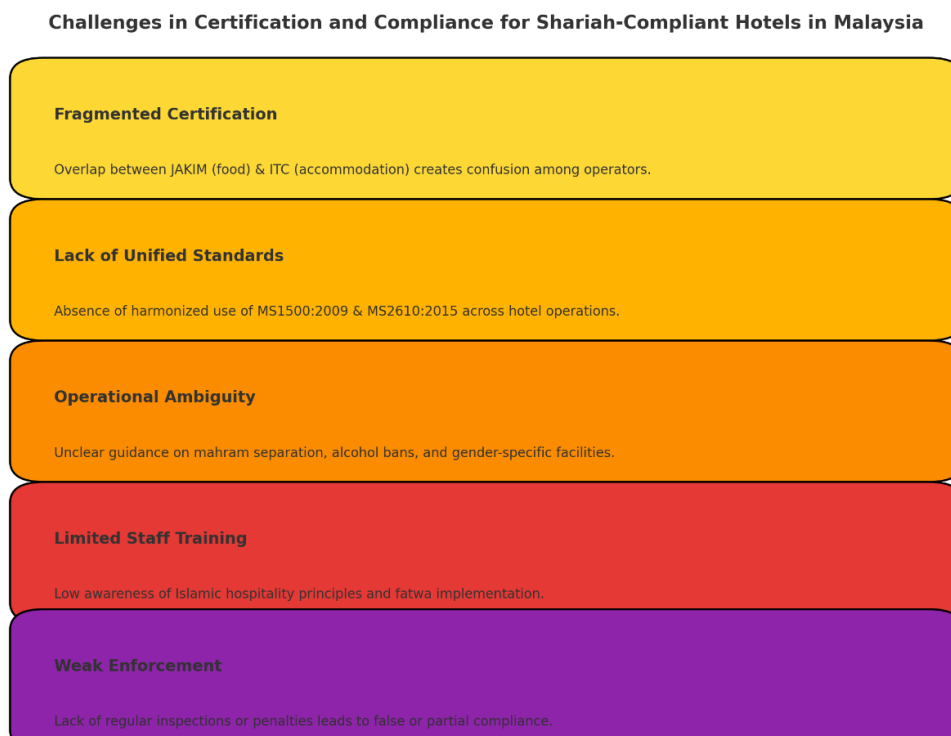 Challenges in Certification and Compliance for Shariah-Compliant Hotels in Malaysia
Fragmented Certification
Overlap between JAKIM (food) & ITC (accommodation) creates confusion among operators.
Lack of Unified Standards
Absence of harmonized use of MS1500:2009 & MS2610:2015 across hotel operations.
Operational Ambiguity
Unclear guidance on mahram separation, alcohol bans, and gender-specific facilities.
Limited Staff Training
Low awareness of Islamic hospitality principles and fatwa implementation.
Weak Enforcement
Lack of regular inspections or penalties leads to false or partial compliance.